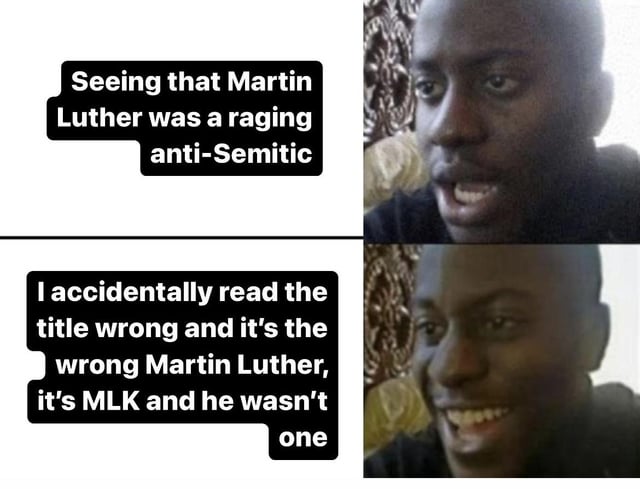 Seeing that Martin
Luther was a raging
anti-Semitic
I accidentally read the
title wrong and it’s the
wrong Martin Luther,
it’s MLK and he wasn’t
one